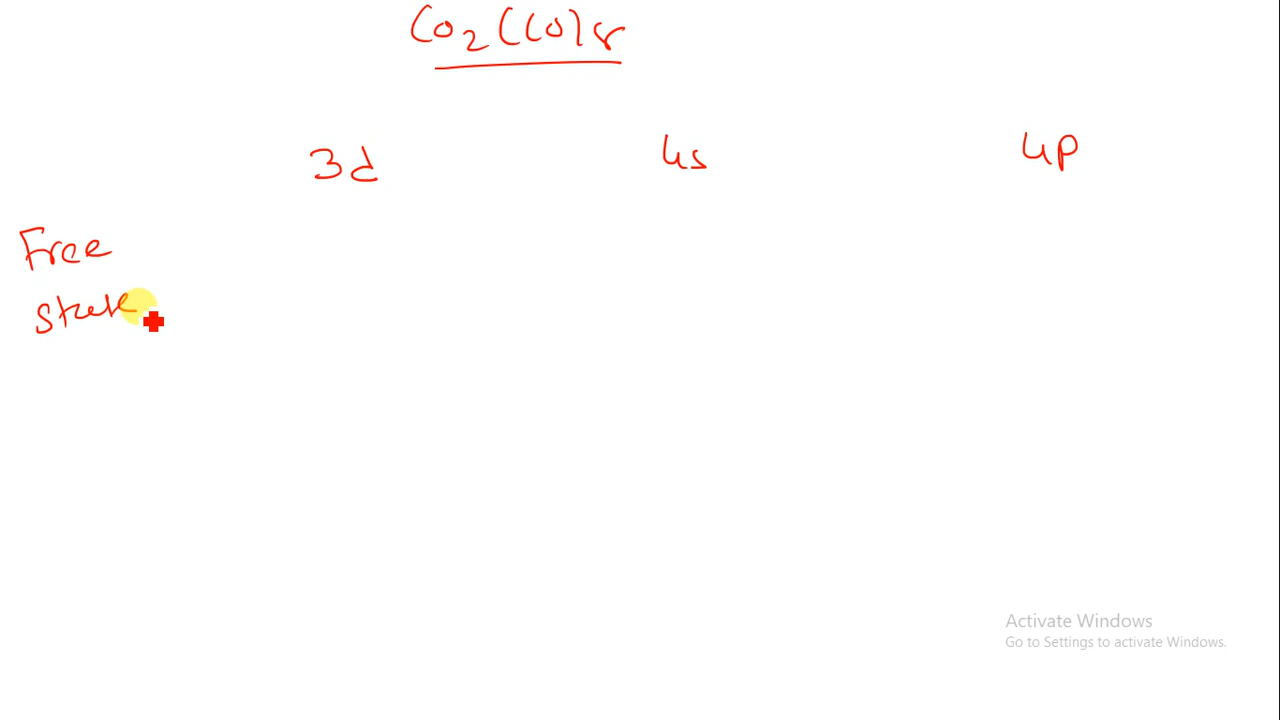 Co2(CO)8
3d 4s 4p
Free
state
Activate Windows
Go to Settings to activate Windows.